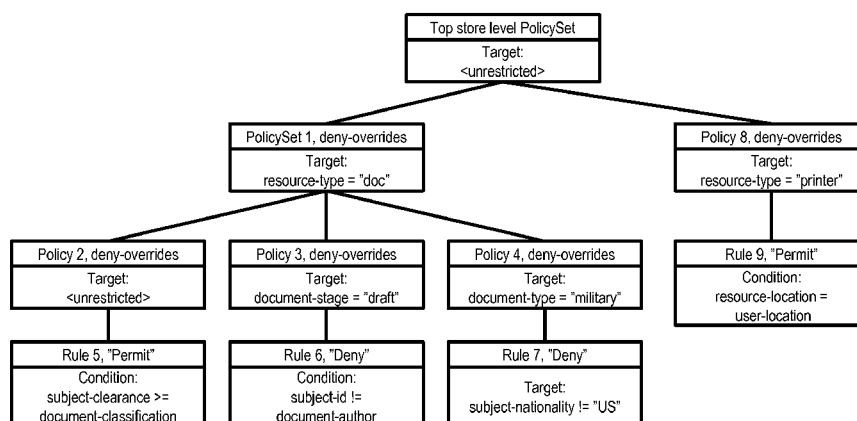 Top store level PolicySet
Target:
<unrestricted>
PolicySet 1, deny-overrides
Target:
resource-type = "doc"
Policy 8, deny-overrides
Target:
resource-type = "printer"
Policy 2, deny-overrides
Target:
<unrestricted>
Policy 3, deny-overrides
Target:
document-stage = "draft"
Policy 4, deny-overrides
Target:
document-type = "military"
Rule 9, "Permit"
Condition:
resource-location =
user-location
Rule 5, "Permit"
Condition:
subject-clearance >=
document-classification
Rule 6, "Deny"
Condition:
subject-id !=
document-author
Rule 7, "Deny"
Target:
subject-nationality != "US"